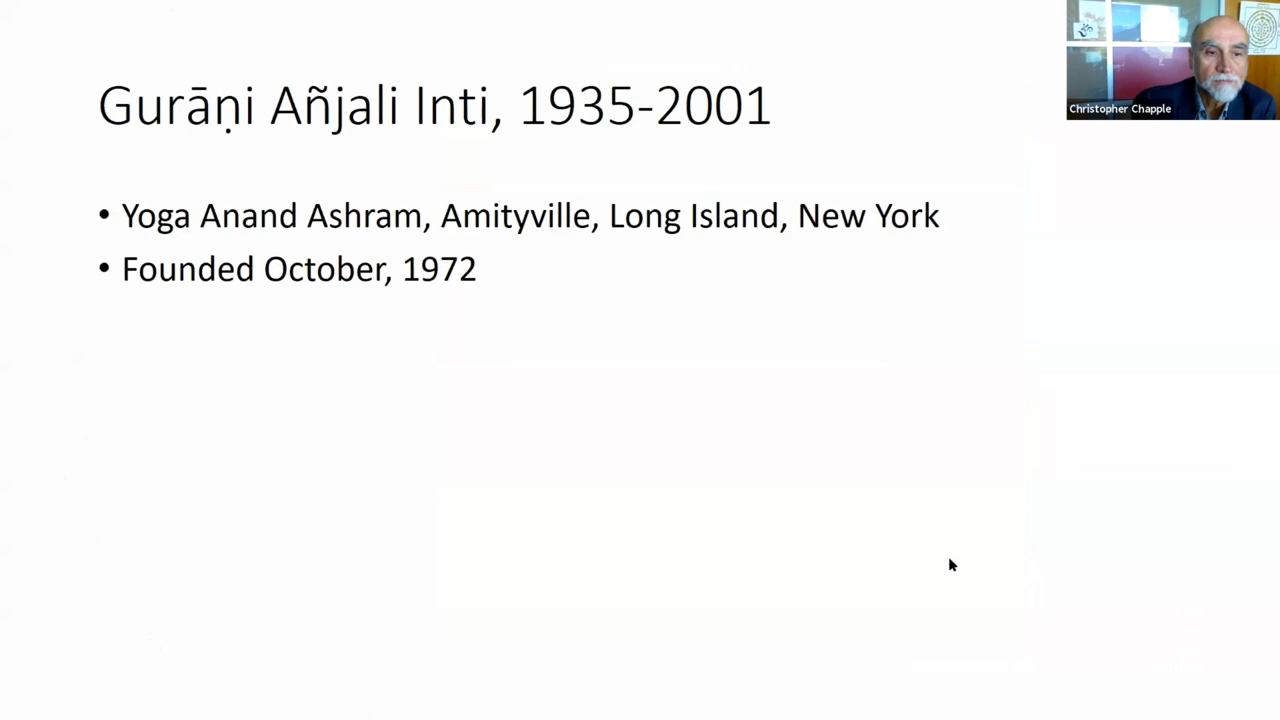 Gurāṇi Añjali Inti, 1935-2001
• Yoga Anand Ashram, Amityville, Long Island, New York
• Founded October, 1972
Christopher Chapple